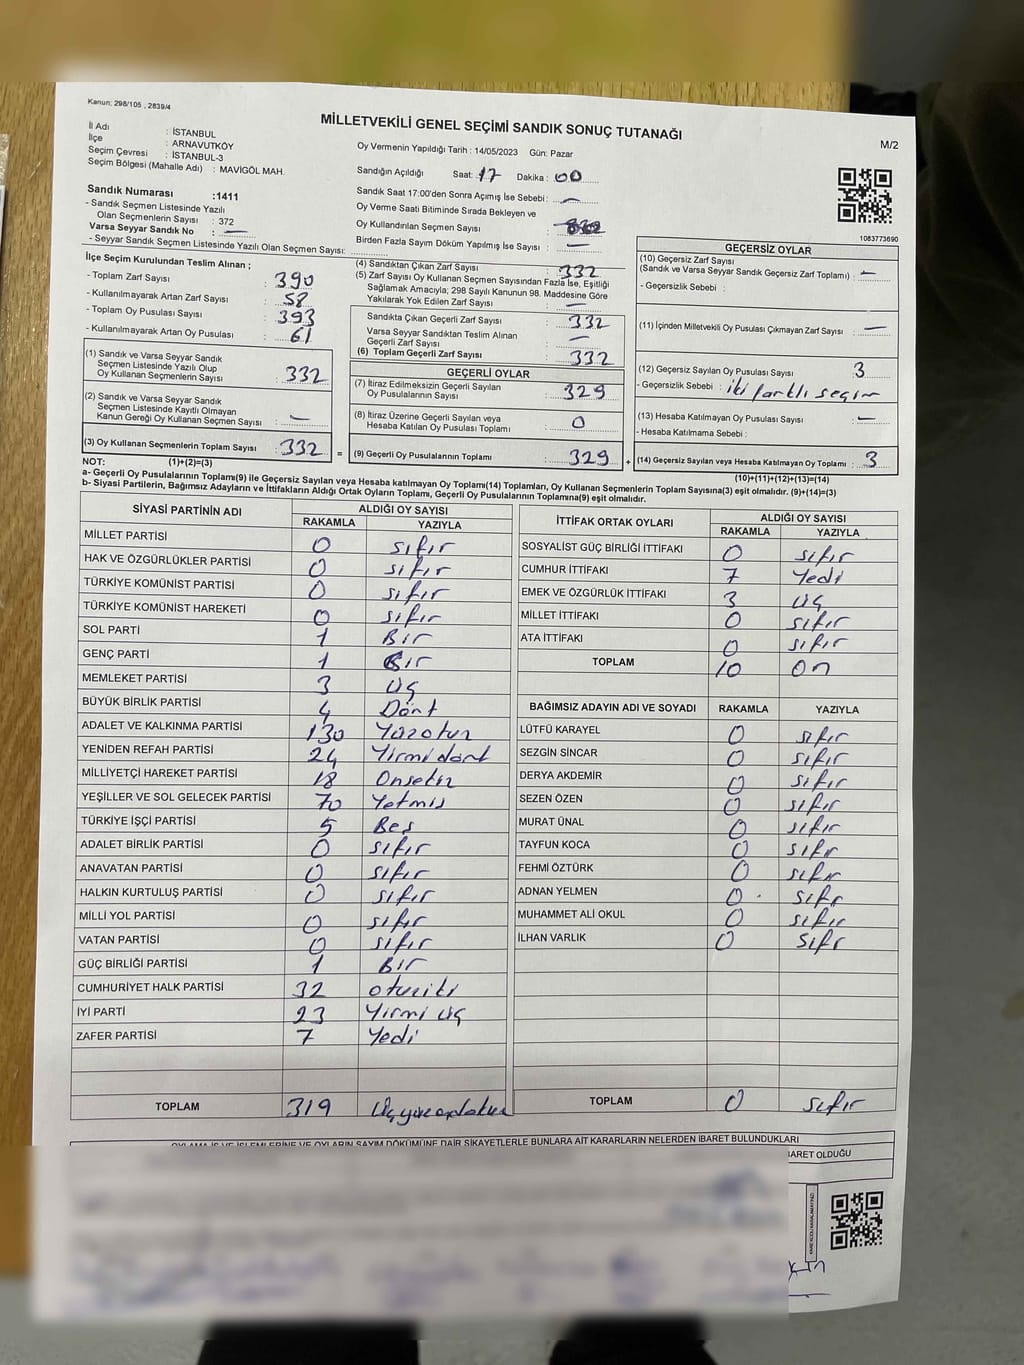 Kanun: 298/105 , 2839/4
MİLLETVEKİLİ GENEL SEÇİMİ SANDIK SONUÇ TUTANAĞI
M/2
İl Adı : İSTANBUL
İlçe : ARNAVUTKÖY
Seçim Çevresi : İSTANBUL-3
Seçim Bölgesi (Mahalle Adı) : MAVİGÖL MAH.
Sandık Numarası :1411
- Sandık Seçmen Listesinde Yazılı
Olan Seçmenlerin Sayısı : 372
Varsa Seyyar Sandık No : —
- Seyyar Sandık Seçmen Listesinde Yazılı Olan Seçmen Sayısı:
Oy Vermenin Yapıldığı Tarih : 14/05/2023 Gün: Pazar
Sandığın Açıldığı Saat: 17 Dakika : 00
Sandık Saat 17:00'den Sonra Açımış İse Sebebi : —
Oy Verme Saati Bitiminde Sırada Bekleyen ve
Oy Kullandırılan Seçmen Sayısı
Birden Fazla Sayım Döküm Yapılmış İse Sayısı : —
1083773690
İlçe Seçim Kurulundan Teslim Alınan ;
- Toplam Zarf Sayısı : 390
- Kullanılmayarak Artan Zarf Sayısı : 58
- Toplam Oy Pusulası Sayısı : 393
- Kullanılmayarak Artan Oy Pusulası : 61
(1) Sandık ve Varsa Seyyar Sandık
Seçmen Listesinde Yazılı Olup
Oy Kullanan Seçmenlerin Sayısı : 332
(2) Sandık ve Varsa Seyyar Sandık
Seçmen Listesinde Kayıtlı Olmayan
Kanun Gereği Oy Kullanan Seçmen Sayısı : —
(3) Oy Kullanan Seçmenlerin Toplam Sayısı : 332
(4) Sandıktan Çıkan Zarf Sayısı : 332
(5) Zarf Sayısı Oy Kullanan Seçmen Sayısından Fazla İse, Eşitliği
Sağlamak Amacıyla; 298 Sayılı Kanunun 98. Maddesine Göre
Yakılarak Yok Edilen Zarf Sayısı : —
Sandıkta Çıkan Geçerli Zarf Sayısı : 332
Varsa Seyyar Sandıktan Teslim Alınan
Geçerli Zarf Sayısı : —
(6) Toplam Geçerli Zarf Sayısı : 332
GEÇERLİ OYLAR
(7) İtiraz Edilmeksizin Geçerli Sayılan
Oy Pusulalarının Sayısı : 329
(8) İtiraz Üzerine Geçerli Sayılan veya
Hesaba Katılan Oy Pusulası Toplamı : 0
= (9) Geçerli Oy Pusulalarının Toplamı : 329
GEÇERSİZ OYLAR
(10) Geçersiz Zarf Sayısı
(Sandık ve Varsa Seyyar Sandık Geçersiz Zarf Toplamı) : —
- Geçersizlik Sebebi :
(11) İçinden Milletvekili Oy Pusulası Çıkmayan Zarf Sayısı : —
(12) Geçersiz Sayılan Oy Pusulası Sayısı : 3
- Geçersizlik Sebebi : iki farklı seçim
(13) Hesaba Katılmayan Oy Pusulası Sayısı : —
- Hesaba Katılmama Sebebi :
+ (14) Geçersiz Sayılan veya Hesaba Katılmayan Oy Toplamı : 3
NOT: (1)+(2)=(3) (10)+(11)+(12)+(13)=(14)
a- Geçerli Oy Pusulalarının Toplamı(9) ile Geçersiz Sayılan veya Hesaba katılmayan Oy Toplamı(14) Toplamları, Oy Kullanan Seçmenlerin Toplam Sayısına(3) eşit olmalıdır. (9)+(14)=(3)
b- Siyasi Partilerin, Bağımsız Adayların ve İttifakların Aldığı Ortak Oyların Toplamı, Geçerli Oy Pusulalarının Toplamına(9) eşit olmalıdır.
SİYASİ PARTİNİN ADI ALDIĞI OY SAYISI
RAKAMLA YAZIYLA
MİLLET PARTİSİ 0 sıfır
HAK VE ÖZGÜRLÜKLER PARTİSİ 0 sıfır
TÜRKİYE KOMÜNİST PARTİSİ 0 sıfır
TÜRKİYE KOMÜNİST HAREKETİ 0 sıfır
SOL PARTİ 1 Bir
GENÇ PARTİ 1 Bir
MEMLEKET PARTİSİ 3 üç
BÜYÜK BİRLİK PARTİSİ 4 Dört
ADALET VE KALKINMA PARTİSİ 130 Yüzotuz
YENİDEN REFAH PARTİSİ 24 Yirmi dört
MİLLİYETÇİ HAREKET PARTİSİ 18 Onsekiz
YEŞİLLER VE SOL GELECEK PARTİSİ 70 Yetmiş
TÜRKİYE İŞÇİ PARTİSİ 5 Beş
ADALET BİRLİK PARTİSİ 0 sıfır
ANAVATAN PARTİSİ 0 sıfır
HALKIN KURTULUŞ PARTİSİ 0 sıfır
MİLLİ YOL PARTİSİ 0 sıfır
VATAN PARTİSİ 0 sıfır
GÜÇ BİRLİĞİ PARTİSİ 1 Bir
CUMHURİYET HALK PARTİSİ 32 otuziki
İYİ PARTİ 23 Yirmi üç
ZAFER PARTİSİ 7 Yedi
TOPLAM 319 Üçyüzondokuz
İTTİFAK ORTAK OYLARI ALDIĞI OY SAYISI
RAKAMLA YAZIYLA
SOSYALİST GÜÇ BİRLİĞİ İTTİFAKI 0 sıfır
CUMHUR İTTİFAKI 7 Yedi
EMEK VE ÖZGÜRLÜK İTTİFAKI 3 üç
MİLLET İTTİFAKI 0 sıfır
ATA İTTİFAKI 0 sıfır
TOPLAM 10 on
BAĞIMSIZ ADAYIN ADI VE SOYADI RAKAMLA YAZIYLA
LÜTFÜ KARAYEL 0 sıfır
SEZGİN SİNCAR 0 sıfır
DERYA AKDEMİR 0 sıfır
SEZEN ÖZEN 0 sıfır
MURAT ÜNAL 0 sıfır
TAYFUN KOCA 0 sıfır
FEHMİ ÖZTÜRK 0 sıfır
ADNAN YELMEN 0 sıfır
MUHAMMET ALİ OKUL 0 sıfır
İLHAN VARLIK 0 sıfır
TOPLAM 0 sıfır
OYLAMA İŞ VE İŞLEMLERİNE VE OYLARIN SAYIM DÖKÜMÜNE DAİR ŞİKAYETLERLE BUNLARA AİT KARARLARIN NELERDEN İBARET BULUNDUKLARI
BARET OLDUĞU